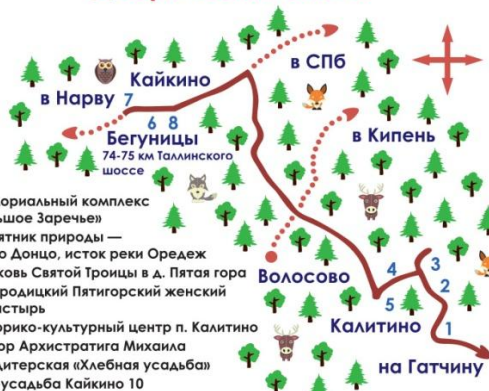 в СПб
Кайкино
в Нарву 7
6 8
Бегуницы
74-75 км Таллинского
шоссе
в Кипень
ориальный комплекс
ьшое Заречье»
ятник природы —
о Донцо, исток реки Оредеж
ковь Святой Троицы в д. Пятая гора
ородицкий Пятигорский женский
астырь
орико-культурный центр п. Калитино
ор Архистратига Михаила
дитерская «Хлебная усадьба»
усадьба Кайкино 10
Волосово
4 3
2
5
Калитино
1
на Гатчину